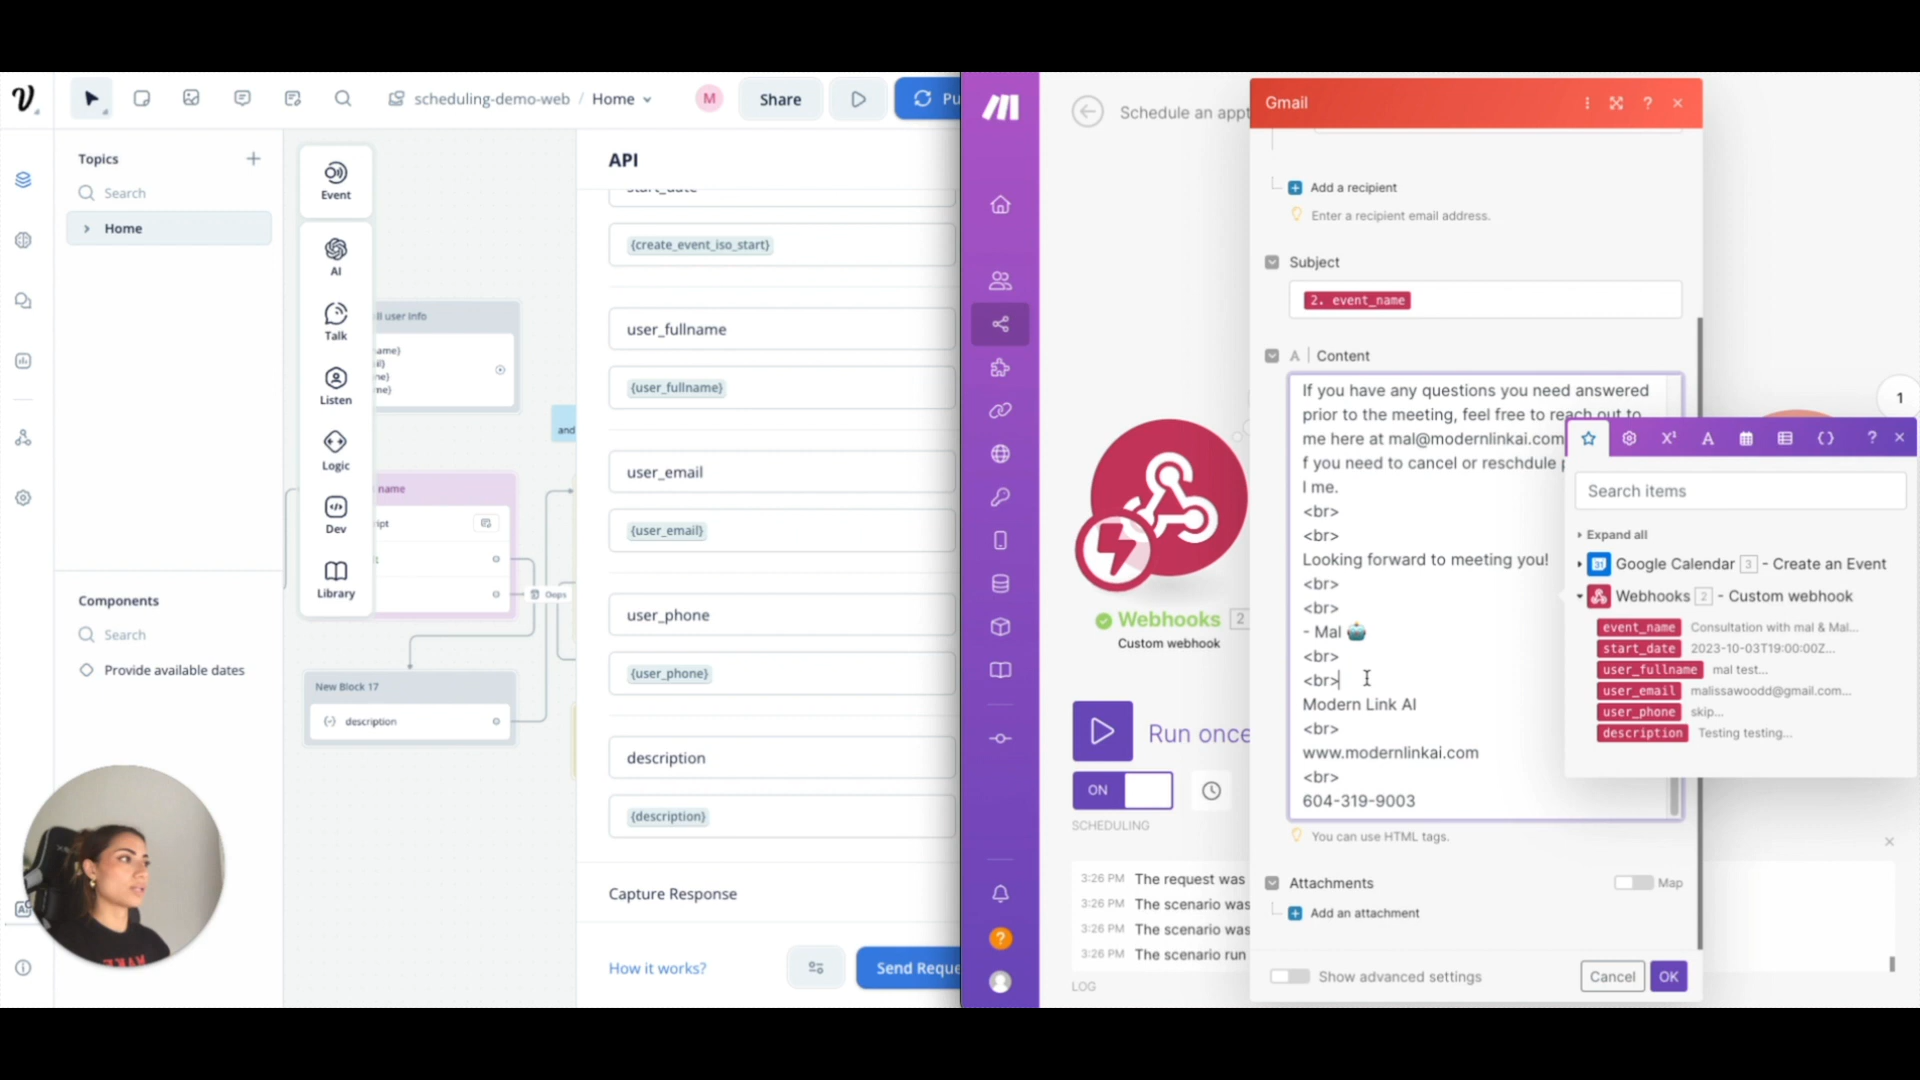 scheduling-demo-web / Home
M
Share
Topics
Search
Home
Event
AI
Talk
Listen
Logic
Dev
Library
name
Oops
and
New Block 17
description
Components
Search
Provide available dates
API
start_date
{create_event_iso_start}
user_fullname
{user_fullname}
user_email
{user_email}
user_phone
{user_phone}
description
{description}
Capture Response
How it works?
Send Reque
Schedule an appt
Webhooks 2
Custom webhook
Run once
ON
SCHEDULING
3:26 PM The request was
3:26 PM The scenario was
3:26 PM The scenario was
3:26 PM The scenario run
LOG
Gmail
Add a recipient
Enter a recipient email address.
Subject
2. event_name
A | Content
If you have any questions you need answered
prior to the meeting, feel free to reach out to
me here at mal@modernlinkai.com
f you need to cancel or reschdule
l me.
<br>
<br>
Looking forward to meeting you!
<br>
<br>
- Mal
<br>
<br>
Modern Link AI
<br>
www.modernlinkai.com
<br>
604-319-9003
You can use HTML tags.
Attachments
Map
Add an attachment
Show advanced settings
Cancel
OK
1
Search items
Expand all
Google Calendar 3 - Create an Event
Webhooks 2 - Custom webhook
event_name Consultation with mal & Mal...
start_date 2023-10-03T19:00:00Z...
user_fullname mal test...
user_email malissawoodd@gmail.com...
user_phone skip...
description Testing testing...